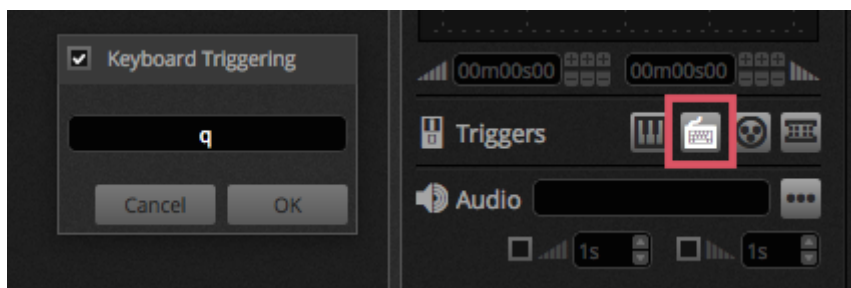 Keyboard Triggering
q
Cancel
OK
00m00s00
00m00s00
Triggers
Audio
1s
1s